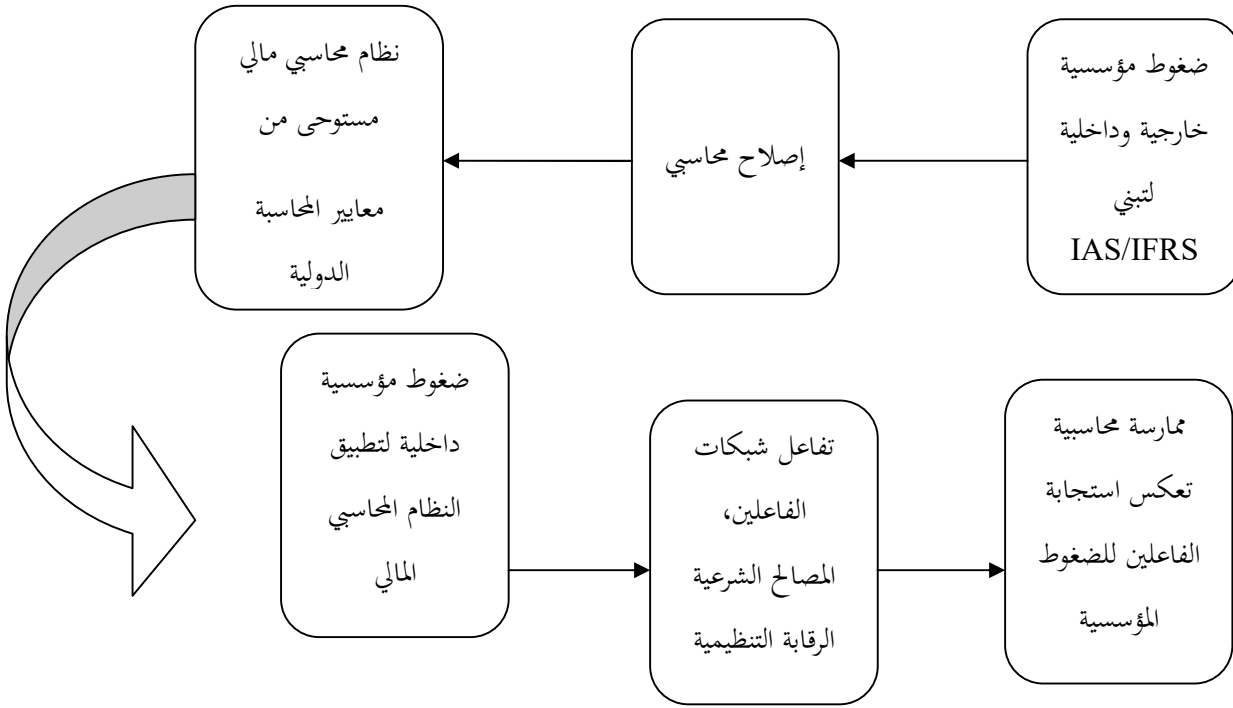 ضغوط مؤسسية
خارجية وداخلية
لتبني
IAS/IFRS
إصلاح محاسبي
نظام محاسبي مالي
مستوحى من
معايير المحاسبة
الدولية
ضغوط مؤسسية
داخلية لتطبيق
النظام المحاسبي
المالي
تفاعل شبكات
الفاعلين،
المصالح الشرعية
الرقابة التنظيمية
ممارسة محاسبية
تعكس استجابة
الفاعلين للضغوط
المؤسسية